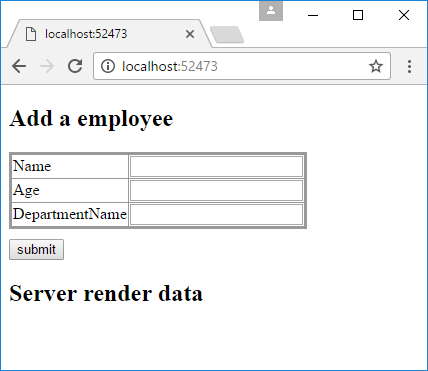 localhost:52473
localhost:52473
Add a employee
Name
Age
DepartmentName
submit
Server render data